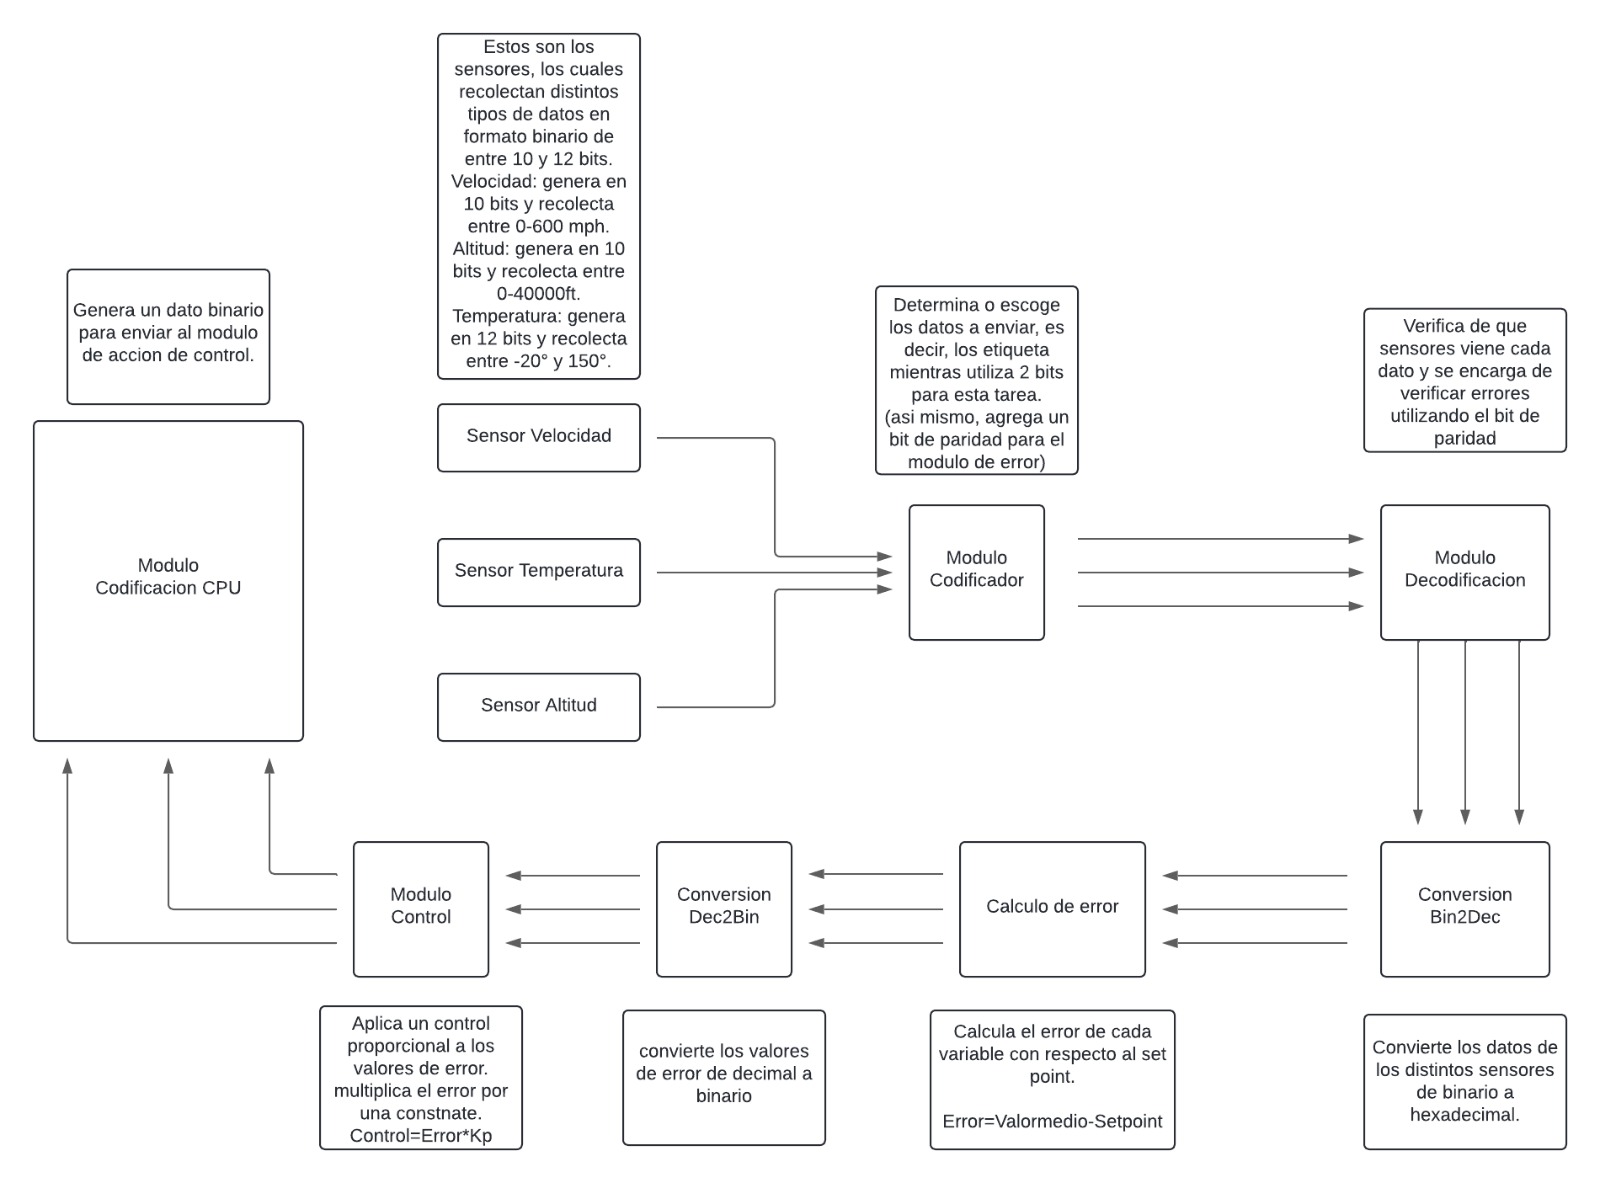 Estos son los
sensores, los cuales
recolectan distintos
tipos de datos en
formato binario de
entre 10 y 12 bits.
Velocidad: genera en
10 bits y recolecta
entre 0-600 mph.
Altitud: genera en 10
bits y recolecta entre
0-40000ft.
Temperatura: genera
en 12 bits y recolecta
entre -20° y 150°.
Genera un dato binario
para enviar al modulo
de accion de control.
Determina o escoge
los datos a enviar, es
decir, los etiqueta
mientras utiliza 2 bits
para esta tarea.
(asi mismo, agrega un
bit de paridad para el
modulo de error)
Verifica de que
sensores viene cada
dato y se encarga de
verificar errores
utilizando el bit de
paridad
Modulo
Codificacion CPU
Sensor Velocidad
Sensor Temperatura
Sensor Altitud
Modulo
Codificador
Modulo
Decodificacion
Modulo
Control
Conversion
Dec2Bin
Calculo de error
Conversion
Bin2Dec
Aplica un control
proporcional a los
valores de error.
multiplica el error por
una constnate.
Control=Error*Kp
convierte los valores
de error de decimal a
binario
Calcula el error de cada
variable con respecto al set
point.
Error=Valormedio-Setpoint
Convierte los datos de
los distintos sensores
de binario a
hexadecimal.